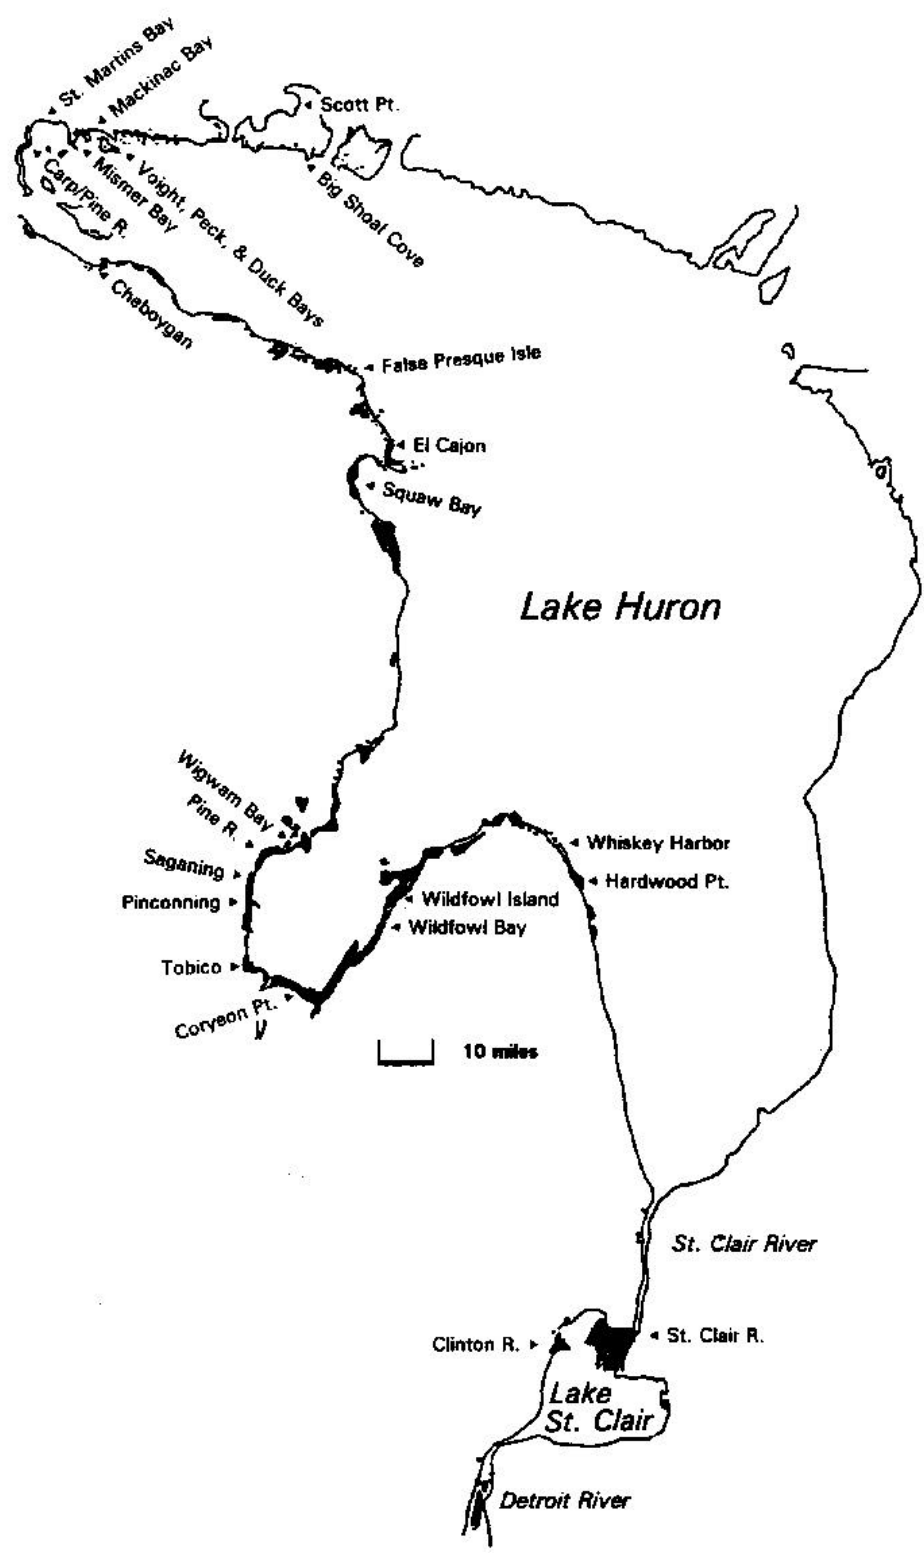 St. Martins Bay
Mackinac Bay
Scott Pt.
Carp/Pine R.
Mismer Bay
Voight, Peck, & Duck Bays
Big Shoal Cove
Cheboygan
False Presque Isle
El Cajon
Squaw Bay
Lake Huron
Wigwam Bay
Pine R.
Saganing
Pinconning
Whiskey Harbor
Hardwood Pt.
Wildfowl Island
Wildfowl Bay
Tobico
Coryeon Pt.
10 miles
St. Clair River
Clinton R.
St. Clair R.
Lake
St. Clair
Detroit River